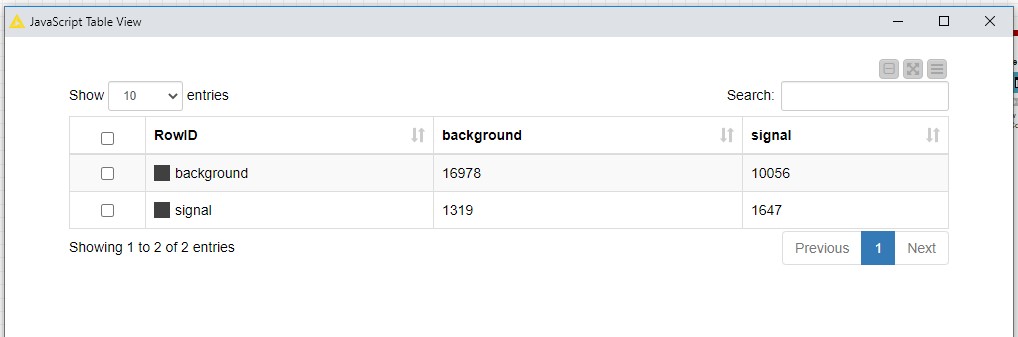 JavaScript Table View
Show 10 entries Search:
RowID background signal
background 16978 10056
signal 1319 1647
Showing 1 to 2 of 2 entries Previous 1 Next